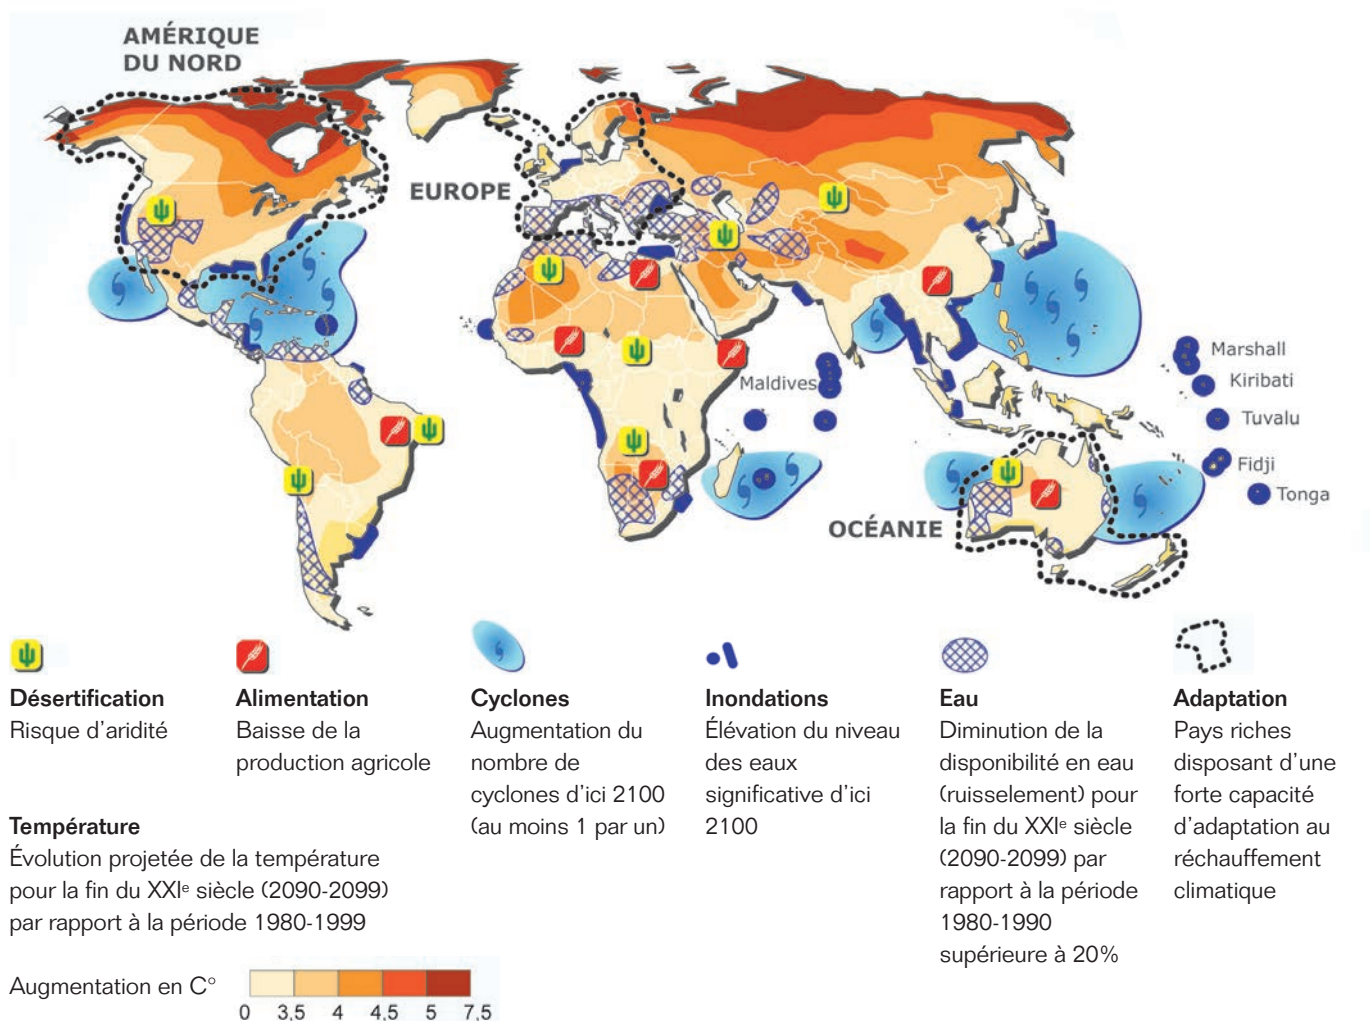 AMÉRIQUE
DU NORD
EUROPE
Maldives
Marshall
Kiribati
Tuvalu
Fidji
Tonga
OCÉANIE
Désertification
Risque d'aridité
Alimentation
Baisse de la
production agricole
Cyclones
Augmentation du
nombre de
cyclones d'ici 2100
(au moins 1 par un)
Inondations
Élévation du niveau
des eaux
significative d'ici
2100
Eau
Diminution de la
disponibilité en eau
(ruisselement) pour
la fin du XXIe siècle
(2090-2099) par
rapport à la période
1980-1990
supérieure à 20%
Adaptation
Pays riches
disposant d'une
forte capacité
d'adaptation au
réchauffement
climatique
Température
Évolution projetée de la température
pour la fin du XXIe siècle (2090-2099)
par rapport à la période 1980-1999
Augmentation en C°
0 3,5 4 4,5 5 7,5